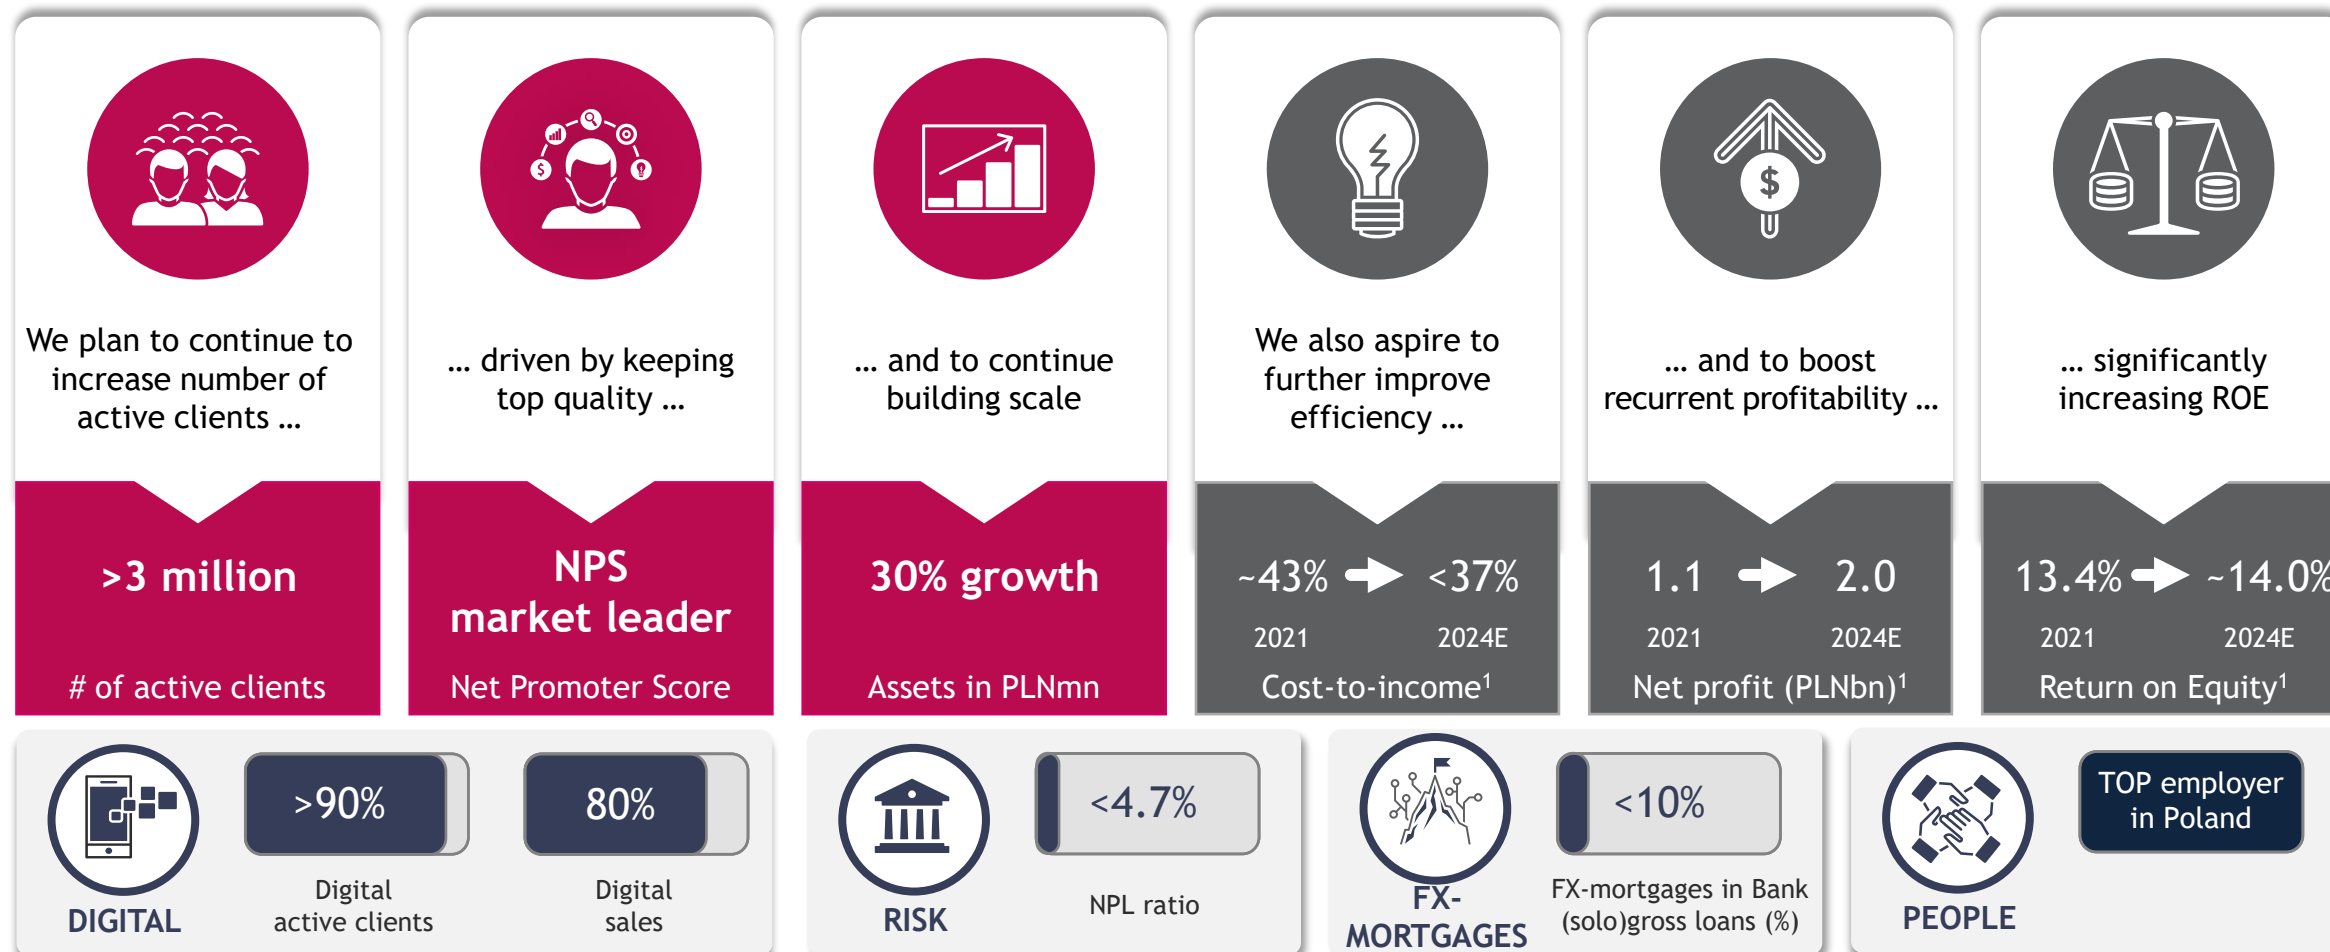 We plan to continue to
increase number of
active clients ...
>3 million
# of active clients
... driven by keeping
top quality ...
NPS
market leader
Net Promoter Score
... and to continue
building scale
30% growth
Assets in PLNmn
We also aspire to
further improve
efficiency ...
~43% <37%
2021 2024E
Cost-to-income¹
... and to boost
recurrent profitability ...
1.1 2.0
2021 2024E
Net profit (PLNbn)¹
... significantly
increasing ROE
13.4% ~14.0%
2021 2024E
Return on Equity¹
DIGITAL
>90%
Digital
active clients
80%
Digital
sales
RISK
<4.7%
NPL ratio
FX-
MORTGAGES
<10%
FX-mortgages in Bank
(solo)gross loans (%)
PEOPLE
TOP employer
in Poland